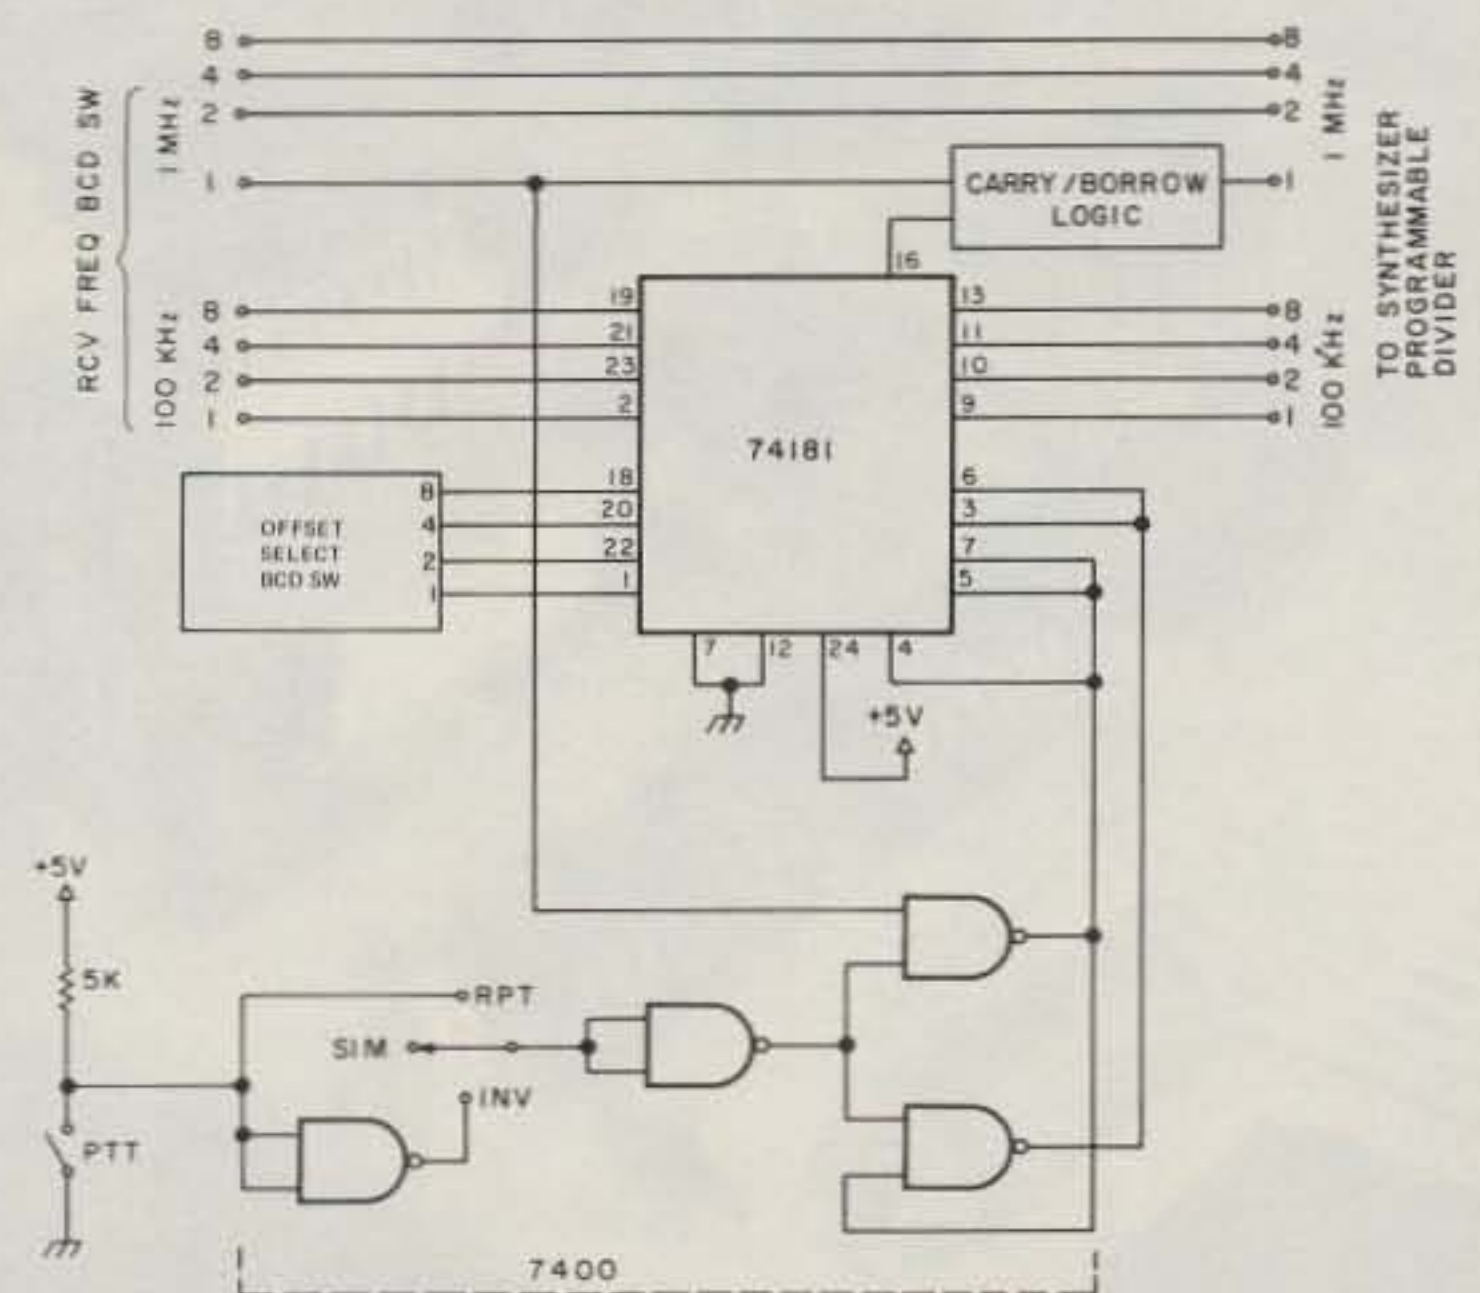 RCV FREQ BCD SW
1 MHz
8
4
2
1
100 KHz
8
4
2
1
8
4
2
1
1 MHz
8
4
2
1
100 KHz
TO SYNTHESIZER
PROGRAMMABLE
DIVIDER
CARRY/BORROW
LOGIC
16
19
21
23
2
18
20
22
1
74181
13
11
10
9
6
3
7
5
7
12
24
4
+5V
OFFSET
SELECT
BCD SW
8
4
2
1
+5V
5K
PTT
RPT
SIM
INV
7400